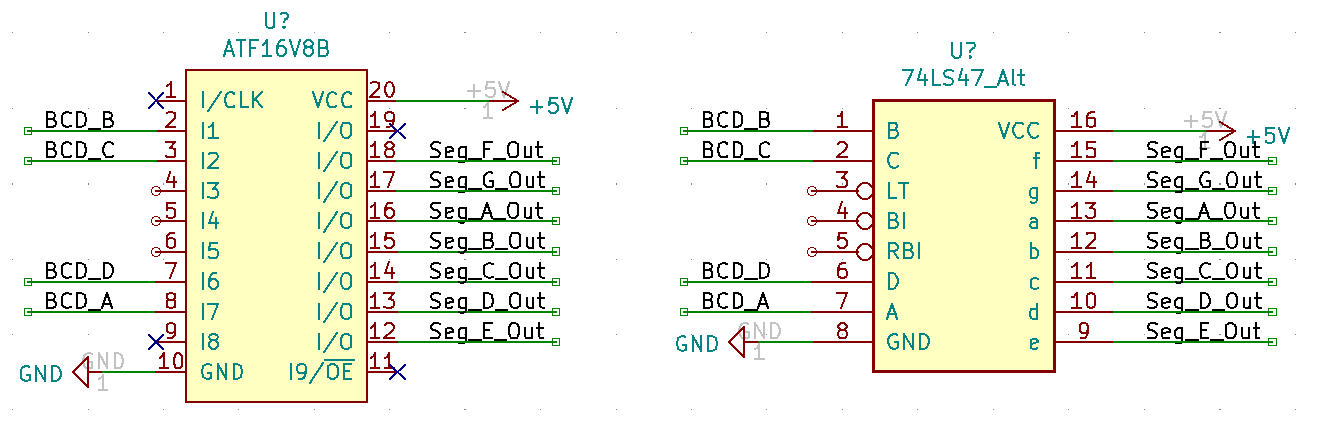 U?
ATF16V8B
1 I/CLK VCC 20 +5V 1 +5V
BCD_B 2 I1 I/O 19
BCD_C 3 I2 I/O 18 Seg_F_Out
4 I3 I/O 17 Seg_G_Out
5 I4 I/O 16 Seg_A_Out
6 I5 I/O 15 Seg_B_Out
BCD_D 7 I6 I/O 14 Seg_C_Out
BCD_A 8 I7 I/O 13 Seg_D_Out
9 I8 I/O 12 Seg_E_Out
GND GND 1 10 GND I9/OE 11
U?
74LS47_Alt
BCD_B 1 B VCC 16 +5V 1 +5V
BCD_C 2 C f 15 Seg_F_Out
3 LT g 14 Seg_G_Out
4 BI a 13 Seg_A_Out
5 RBI b 12 Seg_B_Out
BCD_D 6 D c 11 Seg_C_Out
BCD_A 7 A d 10 Seg_D_Out
GND GND 1 8 GND e 9 Seg_E_Out